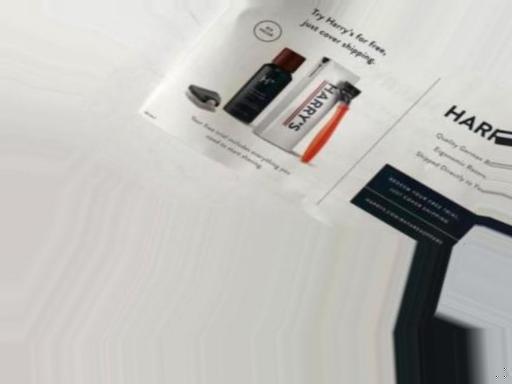 Try Harry's for free,
just cover shipping.
HARRY'S
Your free trial includes everything you
need to start shaving.
HARR
Quality German
Ergonomic Razors,
Shipped Directly to
REDEEM YOUR FREE TRIAL,
JUST COVER SHIPPING